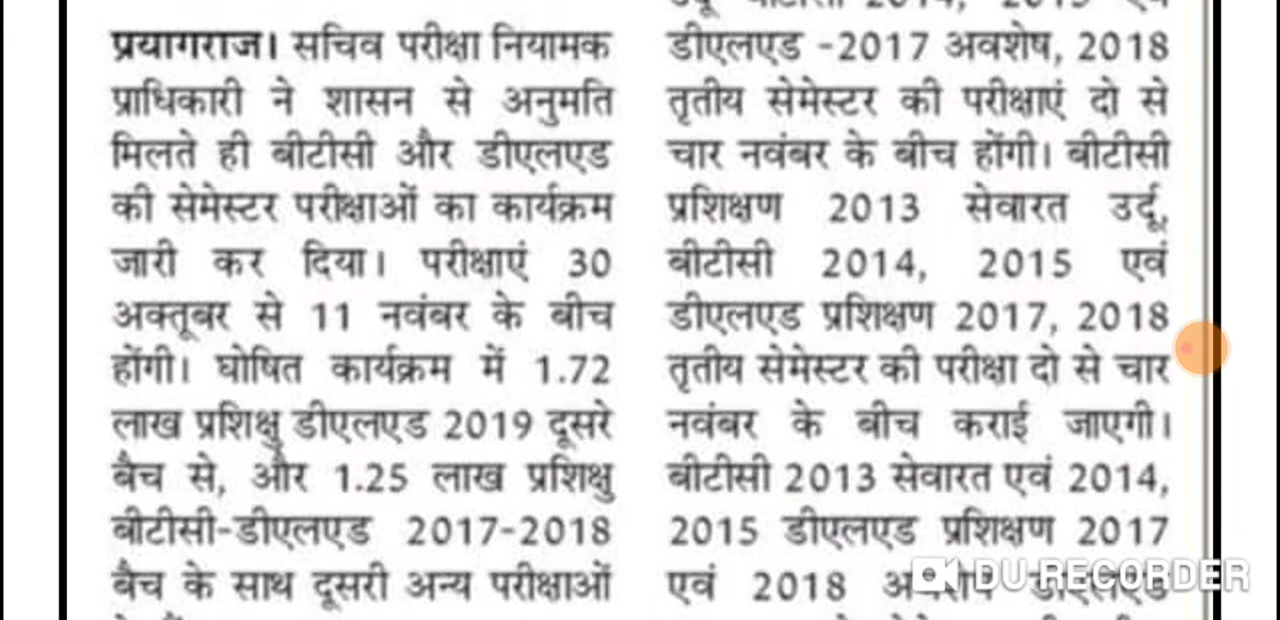 प्रयागराज। सचिव परीक्षा नियामक
प्राधिकारी ने शासन से अनुमति
मिलते ही बीटीसी और डीएलएड
की सेमेस्टर परीक्षाओं का कार्यक्रम
जारी कर दिया। परीक्षाएं 30
अक्तूबर से 11 नवंबर के बीच
होंगी। घोषित कार्यक्रम में 1.72
लाख प्रशिक्षु डीएलएड 2019 दूसरे
बैच से, और 1.25 लाख प्रशिक्षु
बीटीसी-डीएलएड 2017-2018
बैच के साथ दूसरी अन्य परीक्षाओं
डीएलएड -2017 अवशेष, 2018
तृतीय सेमेस्टर की परीक्षाएं दो से
चार नवंबर के बीच होंगी। बीटीसी
प्रशिक्षण 2013 सेवारत उर्दू,
बीटीसी 2014, 2015 एवं
डीएलएड प्रशिक्षण 2017, 2018
तृतीय सेमेस्टर की परीक्षा दो से चार
नवंबर के बीच कराई जाएगी।
बीटीसी 2013 सेवारत एवं 2014,
2015 डीएलएड प्रशिक्षण 2017
एवं 2018
DU RECORDER